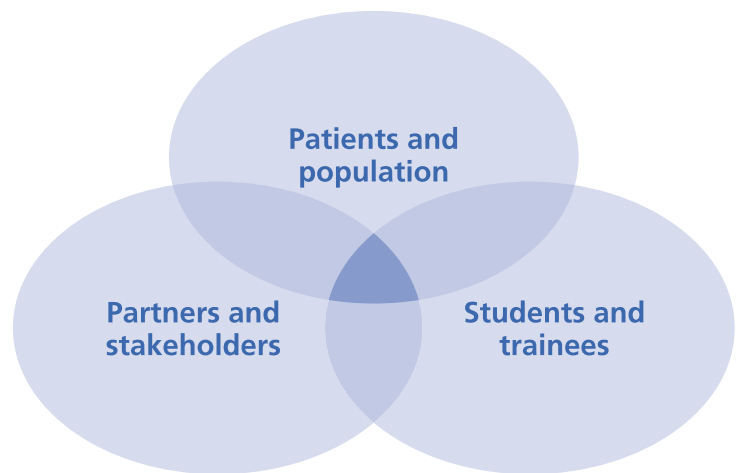 Patients and
population
Partners and
stakeholders
Students and
trainees